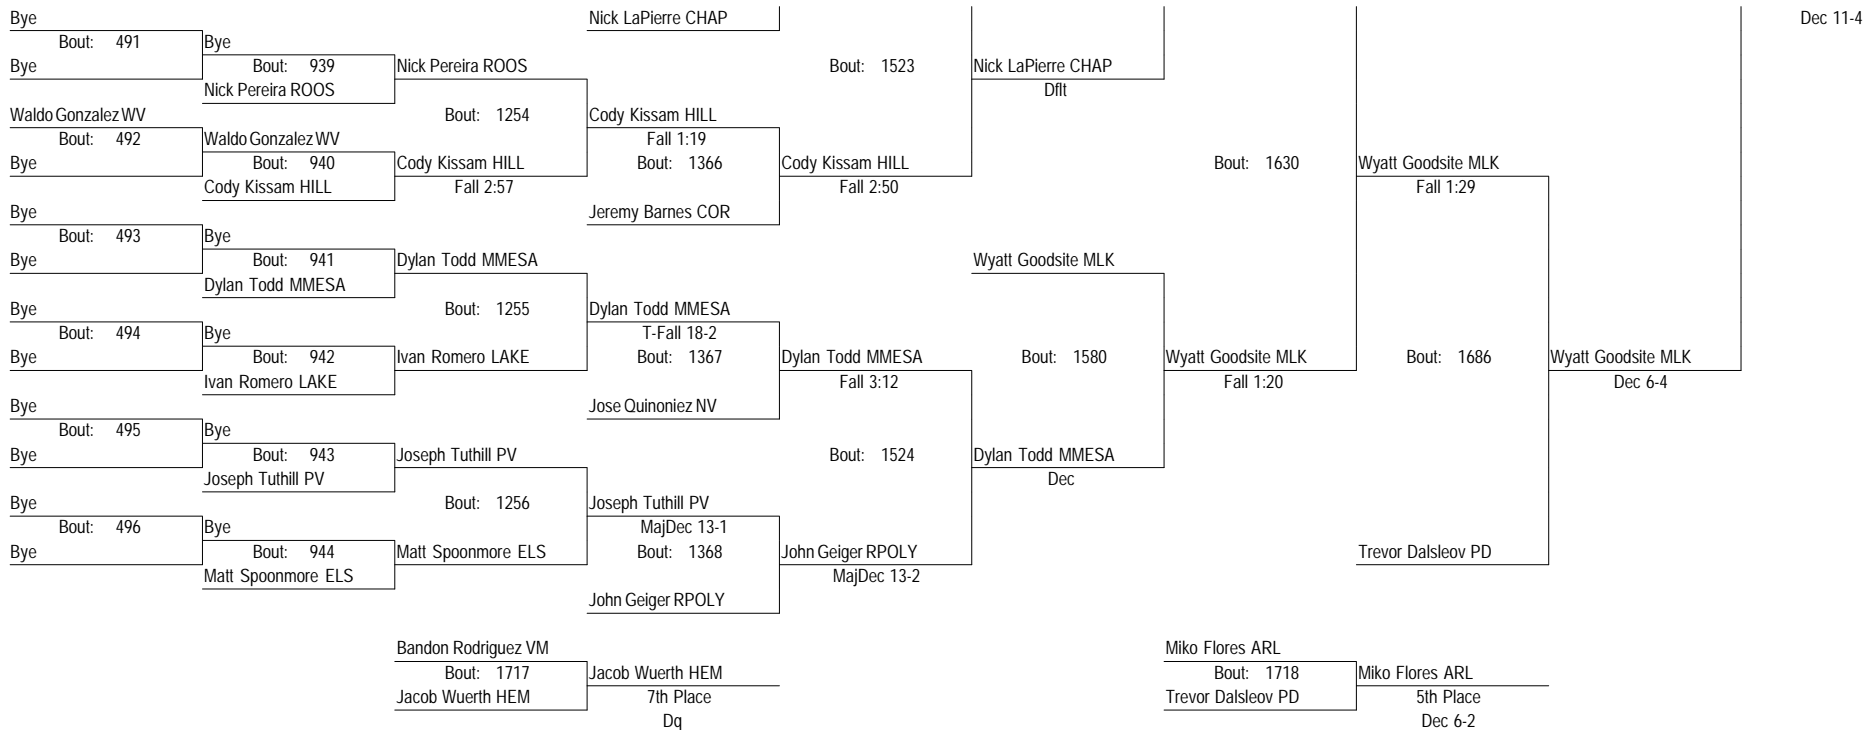 Bye
Nick LaPierre CHAP
Dec 11-4
Bout: 491
Bye
Bye
Bout: 939
Nick Pereira ROOS
Bout: 1523
Nick LaPierre CHAP
Nick Pereira ROOS
Dflt
Waldo Gonzalez WV
Bout: 1254
Cody Kissam HILL
Bout: 492
Waldo Gonzalez WV
Fall 1:19
Bye
Bout: 940
Cody Kissam HILL
Bout: 1366
Cody Kissam HILL
Bout: 1630
Wyatt Goodsite MLK
Cody Kissam HILL
Fall 2:57
Fall 2:50
Fall 1:29
Bye
Jeremy Barnes COR
Bout: 493
Bye
Bye
Bout: 941
Dylan Todd MMESA
Wyatt Goodsite MLK
Dylan Todd MMESA
Bye
Bout: 1255
Dylan Todd MMESA
Bout: 494
Bye
T-Fall 18-2
Bye
Bout: 942
Ivan Romero LAKE
Bout: 1367
Dylan Todd MMESA
Bout: 1580
Wyatt Goodsite MLK
Bout: 1686
Wyatt Goodsite MLK
Ivan Romero LAKE
Fall 3:12
Fall 1:20
Dec 6-4
Bye
Jose Quinoniez NV
Bout: 495
Bye
Bye
Bout: 943
Joseph Tuthill PV
Bout: 1524
Dylan Todd MMESA
Joseph Tuthill PV
Dec
Bye
Bout: 1256
Joseph Tuthill PV
Bout: 496
Bye
MajDec 13-1
Bye
Bout: 944
Matt Spoonmore ELS
Bout: 1368
John Geiger RPOLY
Trevor Dalsleov PD
Matt Spoonmore ELS
MajDec 13-2
John Geiger RPOLY
Bandon Rodriguez VM
Miko Flores ARL
Bout: 1717
Jacob Wuerth HEM
Bout: 1718
Miko Flores ARL
Jacob Wuerth HEM
7th Place
Trevor Dalsleov PD
5th Place
Dq
Dec 6-2